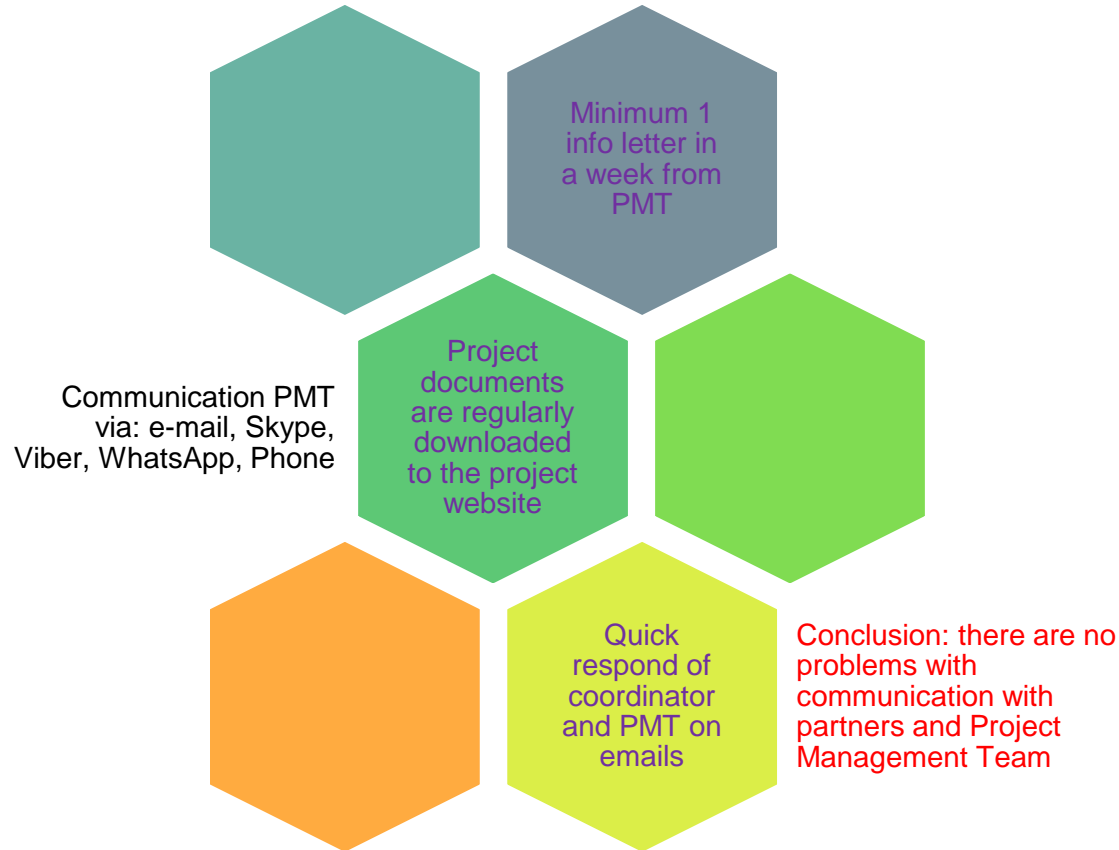 Minimum 1
info letter in
a week from
PMT
Communication PMT
via: e-mail, Skype,
Viber, WhatsApp, Phone
Project
documents
are regularly
downloaded
to the project
website
Quick
respond of
coordinator
and PMT on
emails
Conclusion: there are no
problems with
communication with
partners and Project
Management Team